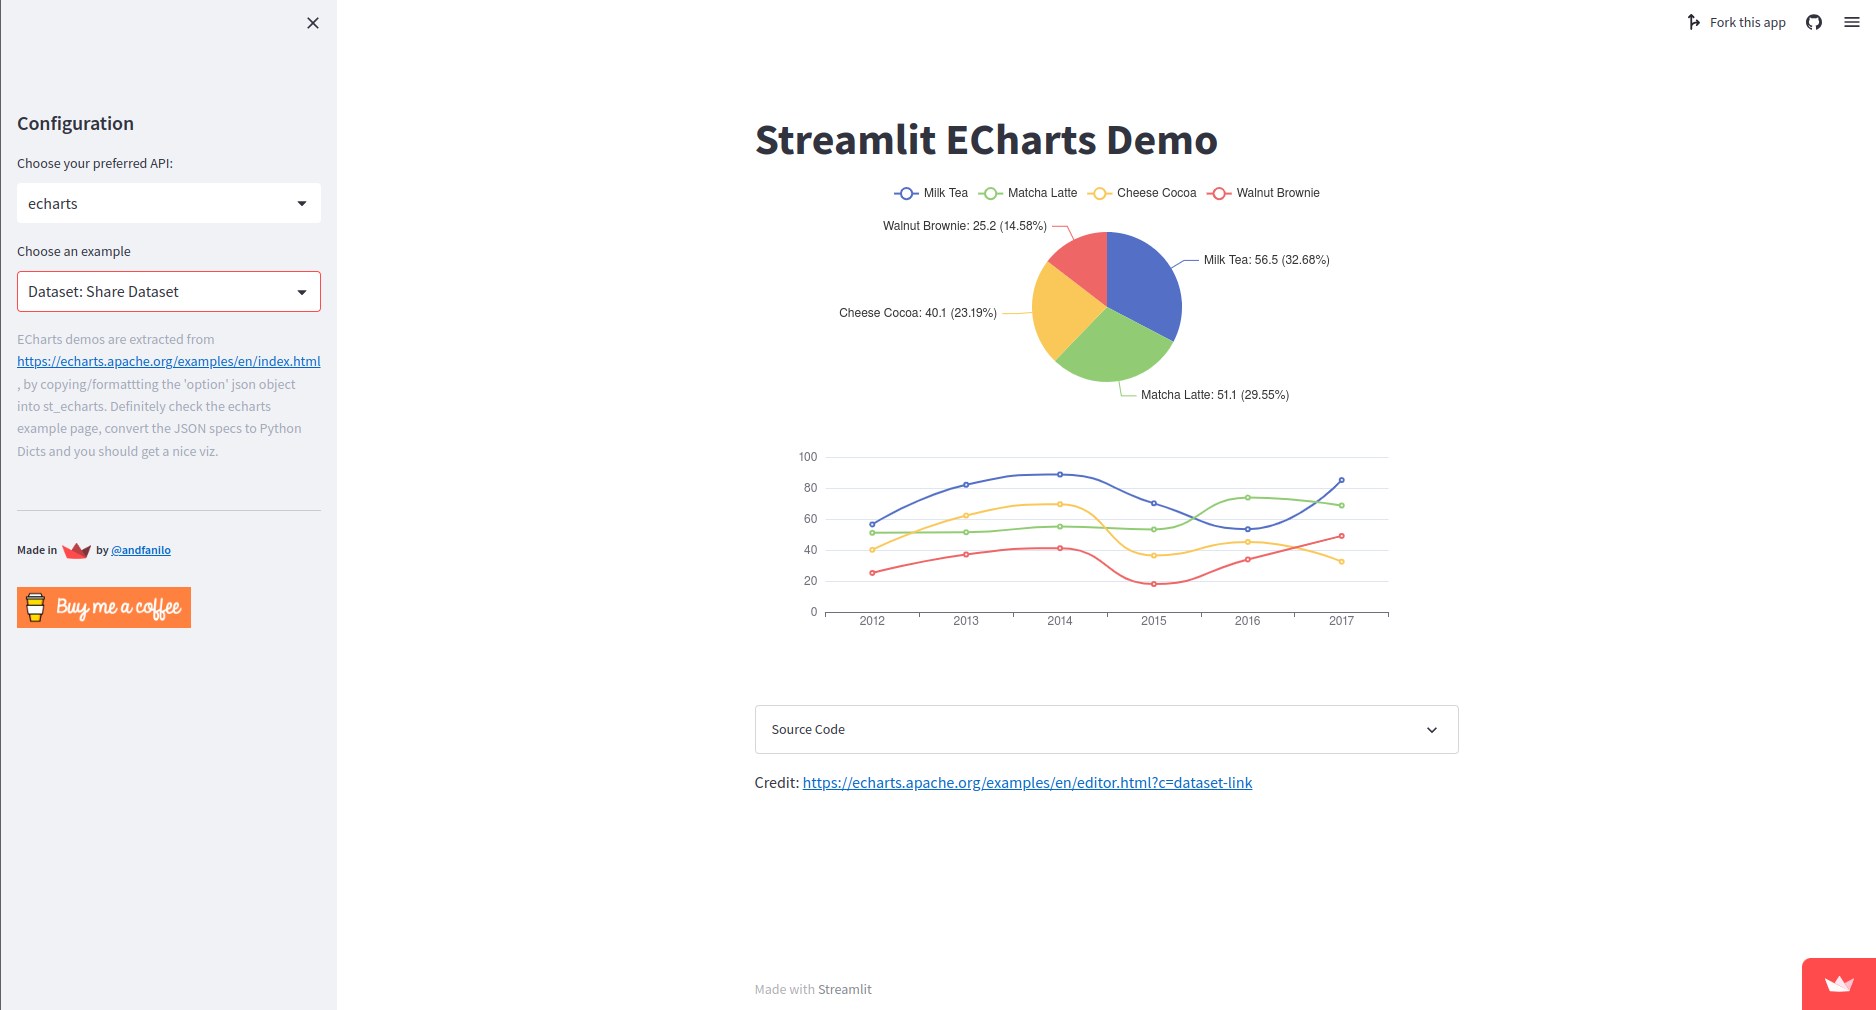 Configuration
Choose your preferred API:
echarts
Choose an example
Dataset: Share Dataset
ECharts demos are extracted from
https://echarts.apache.org/examples/en/index.html
, by copying/formattting the 'option' json object
into st_echarts. Definitely check the echarts
example page, convert the JSON specs to Python
Dicts and you should get a nice viz.
Made in by @andfanilo
Buy me a coffee
Fork this app
Streamlit ECharts Demo
Milk Tea Matcha Latte Cheese Cocoa Walnut Brownie
Walnut Brownie: 25.2 (14.58%)
Milk Tea: 56.5 (32.68%)
Cheese Cocoa: 40.1 (23.19%)
Matcha Latte: 51.1 (29.55%)
100
80
60
40
20
0
2012 2013 2014 2015 2016 2017
Source Code
Credit: https://echarts.apache.org/examples/en/editor.html?c=dataset-link
Made with Streamlit